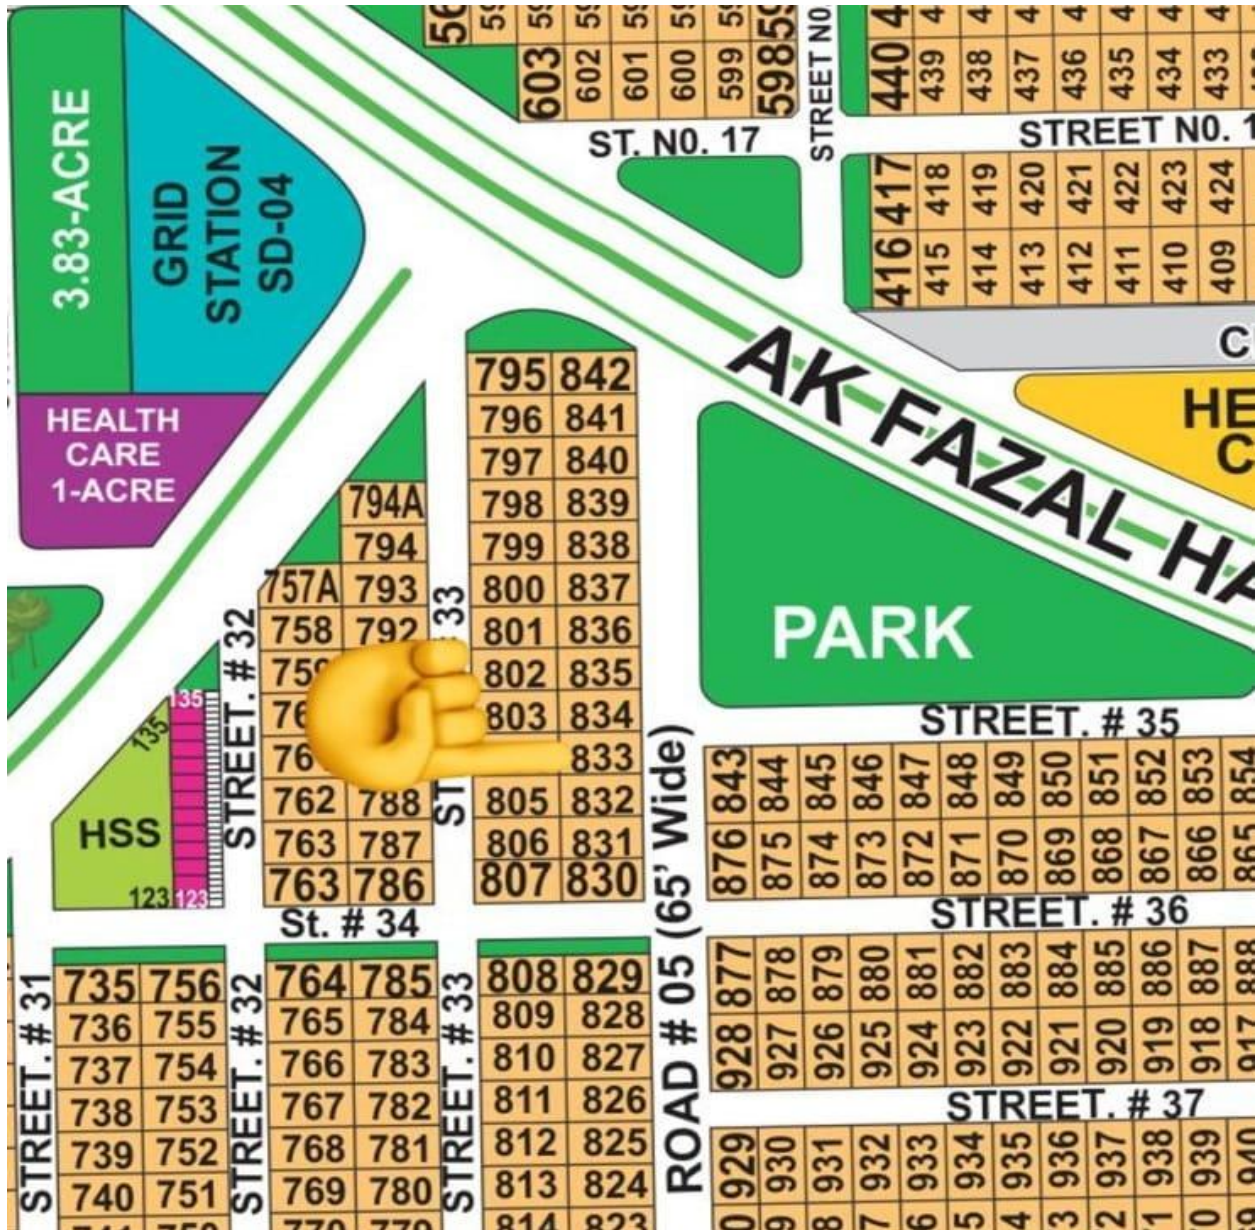 603 602 601 600 599 598
440 439 438 437 436 435 434 433
ST. N0. 17
STREET N0.
STREET N0. 1
417 418 419 420 421 422 423 424
416 415 414 413 412 411 410 409
3.83-ACRE
GRID
STATION
SD-04
HEALTH
CARE
1-ACRE
AK FAZAL HA
HE
C
PARK
795 842
796 841
797 840
798 839
799 838
800 837
801 836
802 835
803 834
833
805 832
806 831
807 830
794A
794
757A 793
758 792
762 788
763 787
763 786
STREET. # 32
33
135
135
HSS
123
123
St. # 34
ROAD # 05 (65' Wide)
STREET. # 35
843 844 845 846 847 848 849 850 851 852 853 854
876 875 874 873 872 871 870 869 868 867 866 865
STREET. # 36
877 878 879 880 881 882 883 884 885 886 887 888
928 927 926 925 924 923 922 921 920 919 918 917
STREET. # 37
929 930 931 932 933 934 935 936 937 938 939 940
STREET. # 31
735 756
736 755
737 754
738 753
739 752
740 751
STREET. # 32
764 785
765 784
766 783
767 782
768 781
769 780
770 779
STREET. # 33
808 829
809 828
810 827
811 826
812 825
813 824
814 823